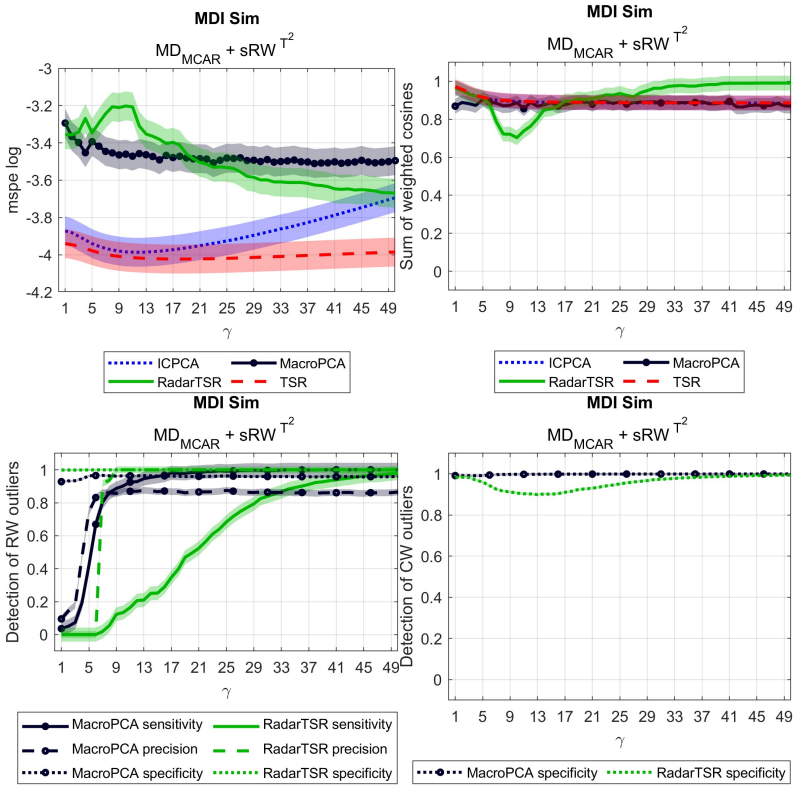 MDI Sim
MD_MCAR + sRW T^2
-3
-3.2
-3.4
-3.6
-3.8
-4
-4.2
mspe log
1 5 9 13 17 21 25 29 33 37 41 45 49
γ
ICPCA MacroPCA
RadarTSR TSR
MDI Sim
MD_MCAR + sRW T^2
1
0.8
0.6
0.4
0.2
0
Sum of weighted cosines
1 5 9 13 17 21 25 29 33 37 41 45 49
γ
ICPCA MacroPCA
RadarTSR TSR
MDI Sim
MD_MCAR + sRW T^2
1
0.8
0.6
0.4
0.2
0
Detection of RW outliers
1 5 9 13 17 21 25 29 33 37 41 45 49
γ
MacroPCA sensitivity RadarTSR sensitivity
MacroPCA precision RadarTSR precision
MacroPCA specificity RadarTSR specificity
MDI Sim
MD_MCAR + sRW T^2
1
0.8
0.6
0.4
0.2
0
Detection of CW outliers
1 5 9 13 17 21 25 29 33 37 41 45 49
γ
MacroPCA specificity RadarTSR specificity